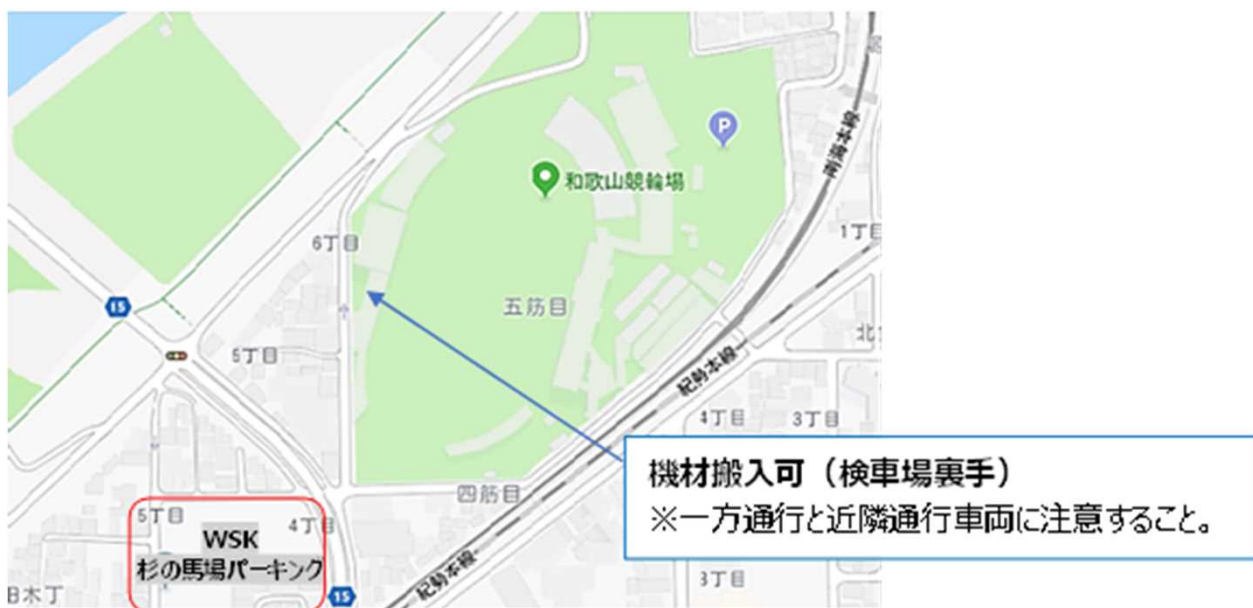 P
和歌山競輪場
南海本線
1丁目
6丁目
五筋目
15
北
5丁目
紀勢本線
4丁目
3丁目
機材搬入可（検車場裏手）
※一方通行と近隣通行車両に注意すること。
四筋目
5丁目
4丁目
WSK
杉の馬場パーキング
紀勢本線
3丁目
木丁
15